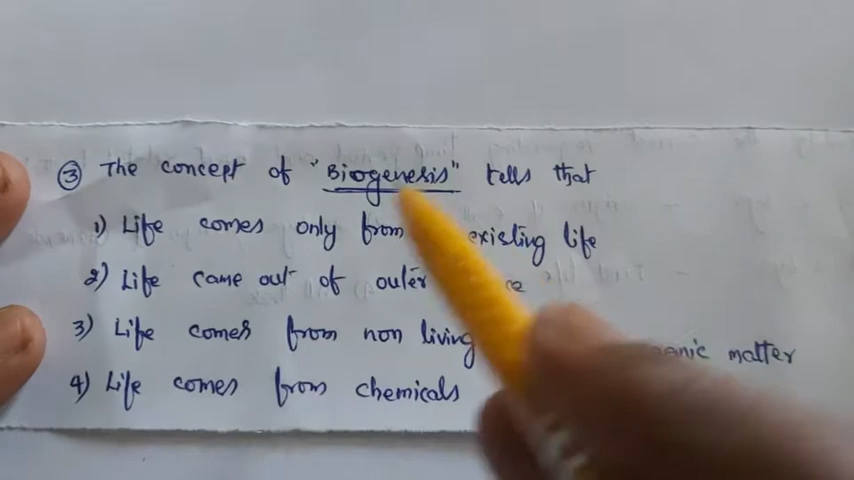 ③ The concept of "Biogenesis" tells that
1) Life comes only from existing life
2) Life came out of outer
3) Life comes from non living matter
4) Life comes from chemicals